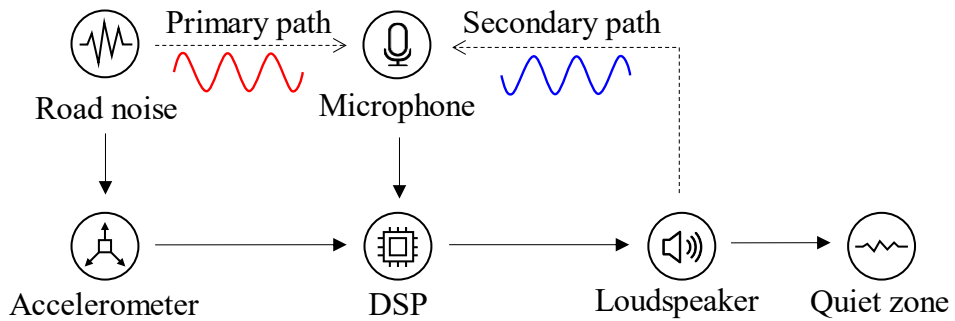 Primary path
Secondary path
Road noise
Microphone
Accelerometer
DSP
Loudspeaker
Quiet zone